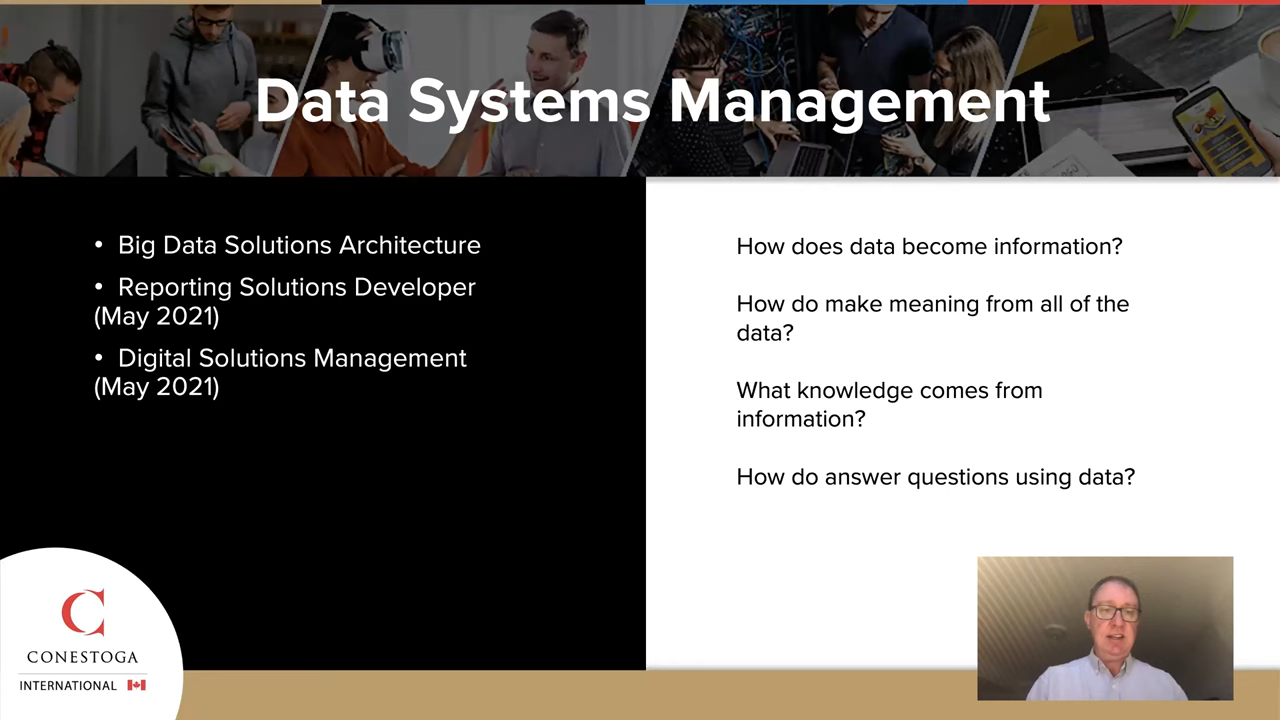 Data Systems Management
• Big Data Solutions Architecture
• Reporting Solutions Developer
(May 2021)
• Digital Solutions Management
(May 2021)
How does data become information?
How do make meaning from all of the
data?
What knowledge comes from
information?
How do answer questions using data?
C
CONESTOGA
INTERNATIONAL